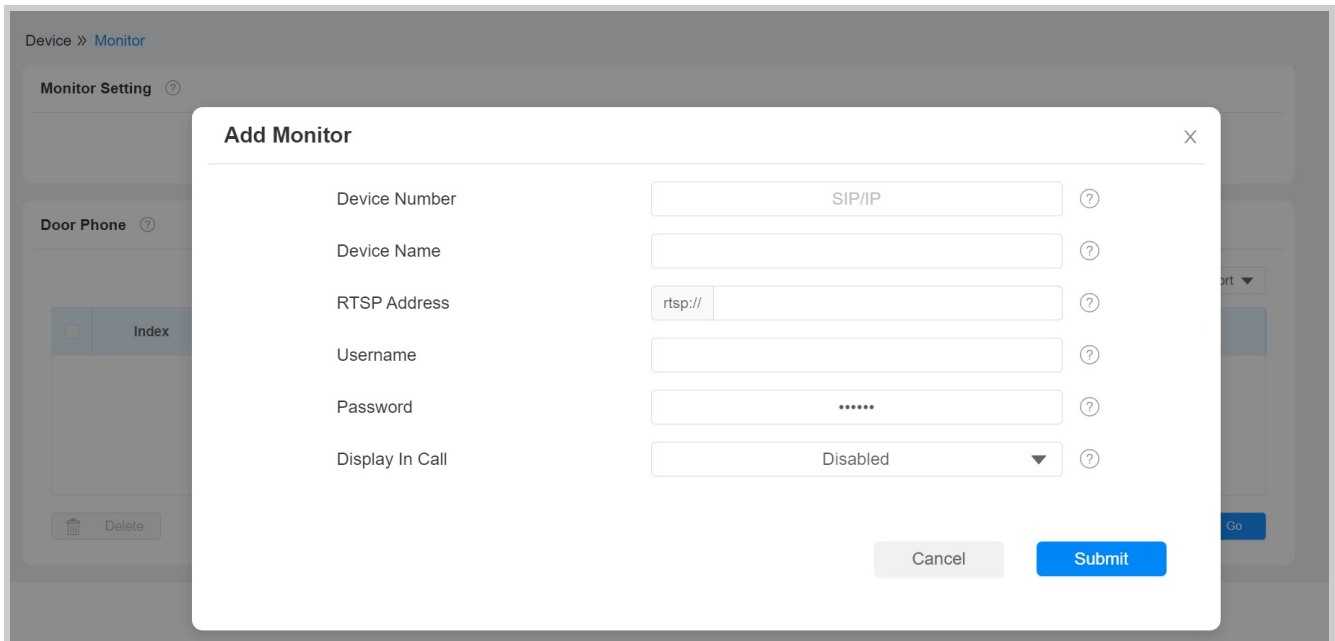 Device » Monitor
Monitor Setting ?
Add Monitor X
Device Number SIP/IP ?
Door Phone ?
Device Name ?
ort
RTSP Address rtsp:// ?
Index
Username ?
Password •••••• ?
Display In Call Disabled ?
Delete Go
Cancel Submit